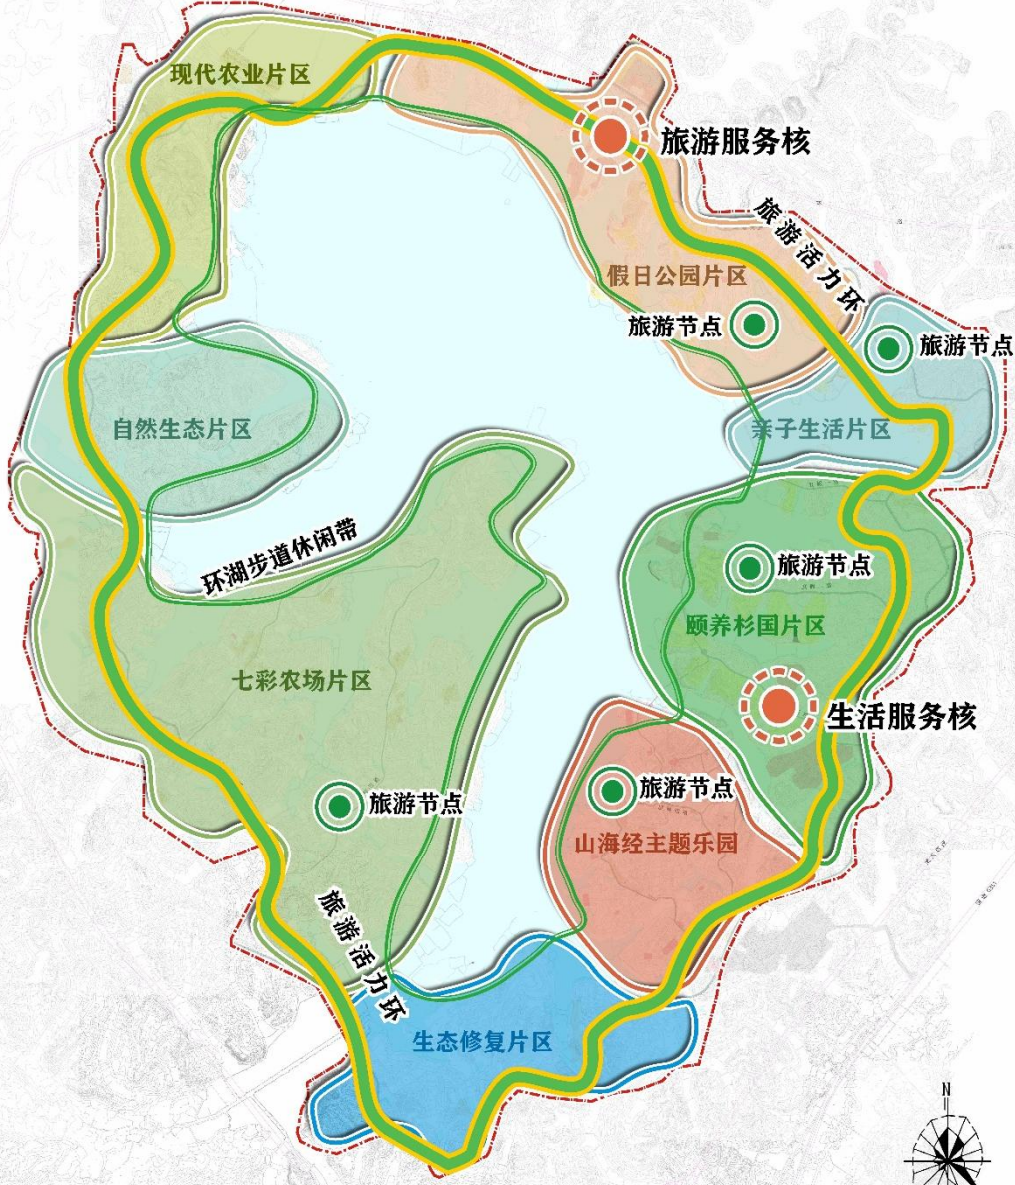 现代农业片区
旅游服务核
旅游活力环
假日公园片区
旅游节点
旅游节点
自然生态片区
亲子生活片区
环湖步道休闲带
旅游节点
颐养杉国片区
七彩农场片区
生活服务核
旅游节点
旅游节点
山海经主题乐园
旅游活力环
生态修复片区
N